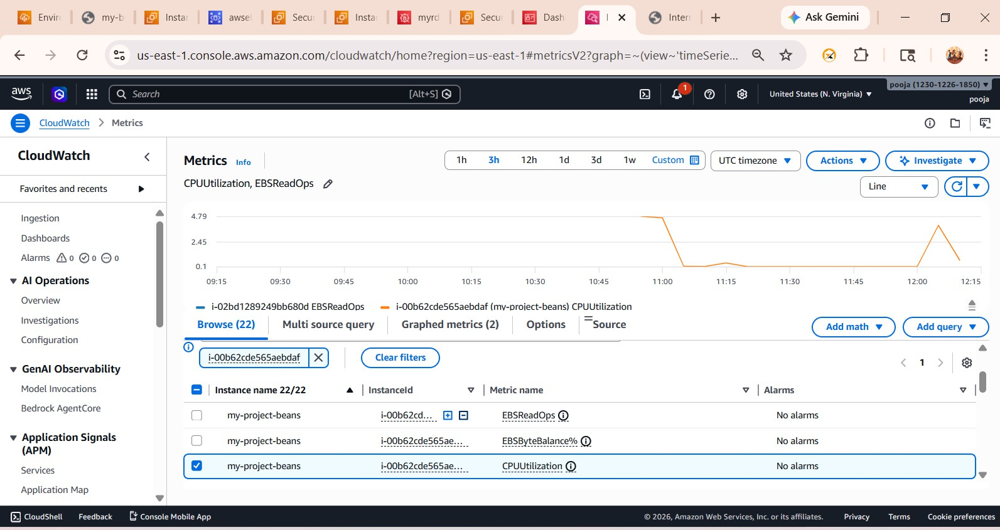 Envir
my-b
Instar
awsel
Secur
Insta
myrd
Secur
Dash
Intern
Ask Gemini
us-east-1.console.aws.amazon.com/cloudwatch/home?region=us-east-1#metricsV2?graph=~(view~'timeSerie...
aws
Search
[Alt+S]
1
United States (N. Virginia)
pooja (1230-1226-1850)
pooja
CloudWatch
Metrics
CloudWatch
Favorites and recents
Ingestion
Dashboards
Alarms 0 0 0
AI Operations
Overview
Investigations
Configuration
GenAI Observability
Model Invocations
Bedrock AgentCore
Application Signals
(APM)
Services
Application Map
Metrics Info
1h 3h 12h 1d 3d 1w Custom
UTC timezone
Actions
Investigate
CPUUtilization, EBSReadOps
Line
4.79
2.45
0.1
09:15 09:30 09:45 10:00 10:15 10:30 10:45 11:00 11:15 11:30 11:45 12:00 12:15
i-02bd1289249bb680d EBSReadOps i-00b62cde565aebdaf (my-project-beans) CPUUtilization
Browse (22) Multi source query Graphed metrics (2) Options Source
Add math
Add query
i-00b62cde565aebdaf
Clear filters
1
Instance name 22/22 InstanceId Metric name Alarms
my-project-beans i-00b62cd... EBSReadOps No alarms
my-project-beans i-00b62cde565ae... EBSByteBalance% No alarms
my-project-beans i-00b62cde565ae... CPUUtilization No alarms
CloudShell Feedback Console Mobile App
© 2026, Amazon Web Services, Inc. or its affiliates. Privacy Terms Cookie preferences